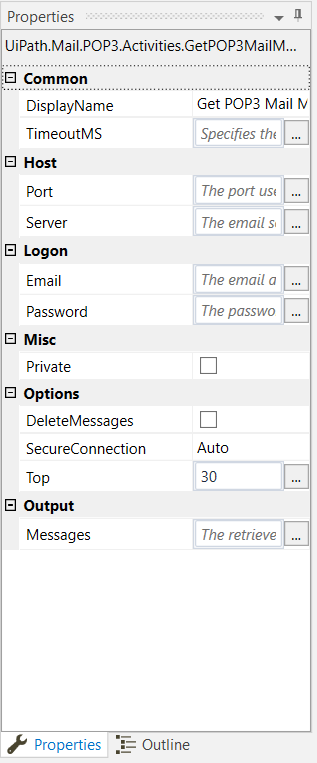 Properties
UiPath.Mail.POP3.Activities.GetPOP3MailM...
Common
DisplayName Get POP3 Mail M
TimeoutMS Specifies the ...
Host
Port The port use ...
Server The email s ...
Logon
Email The email a ...
Password The passwo ...
Misc
Private
Options
DeleteMessages
SecureConnection Auto
Top 30 ...
Output
Messages The retrieve ...
Properties Outline